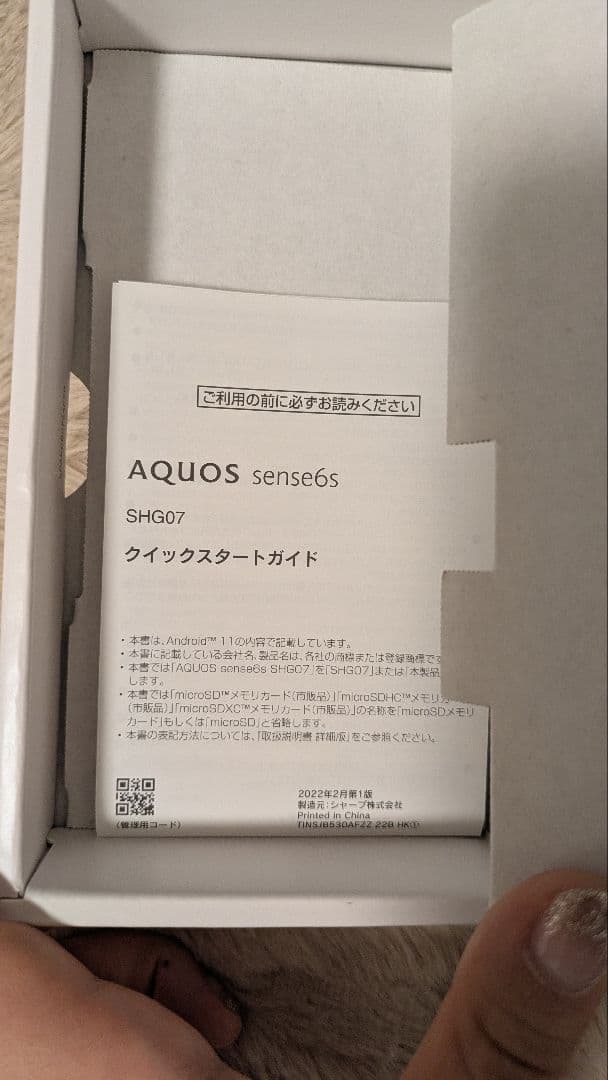 ご利用の前に必ずお読みください
AQUOS sense6s
SHG07
クイックスタートガイド
・本書は、Android™ 11の内容で記載しています。
・本書に記載している会社名、製品名は、各社の商標または登録商標です
・本書では「AQUOS sense6s SHG07」を「SHG07」または「本製品
します。
・本書では「microSD™メモリカード(市販品)」「microSDHC™メモリカ
(市販品)」「microSDXC™メモリカード(市販品)」の名称を「microSDメモリ
カード」もしくは「microSD」と省略します。
・本書の表記方法については、「取扱説明書 詳細版」をご参照ください。
(管理用コード)
2022年2月第1版
製造元:シャープ株式会社
Printed in China
TINSJB530AFZZ 22B HK①